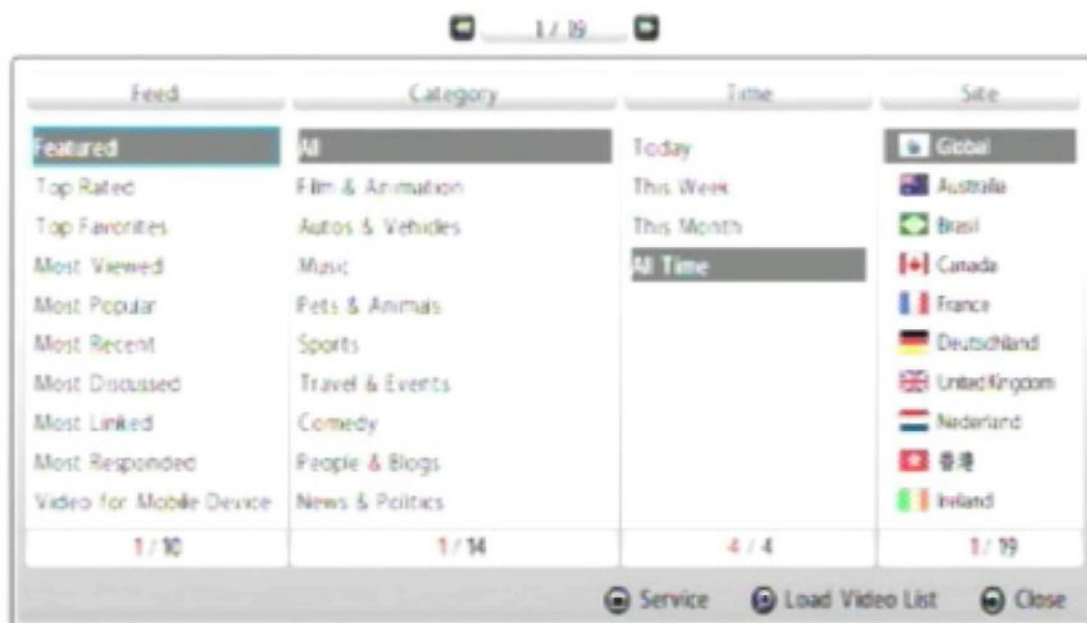 1 / 19
Feed
Category
Time
Site
Featured
Top Rated
Top Favorites
Most Viewed
Most Popular
Most Recent
Most Discussed
Most Linked
Most Responded
Video for Mobile Device
1 / 10
All
Film & Animation
Autos & Vehicles
Music
Pets & Animals
Sports
Travel & Events
Comedy
People & Blogs
News & Politics
1 / 14
Today
This Week
This Month
All Time
4 / 4
Global
Australia
Brasil
Canada
France
Deutschland
United Kingdom
Nederland
香港
Ireland
1 / 19
Service
Load Video List
Close